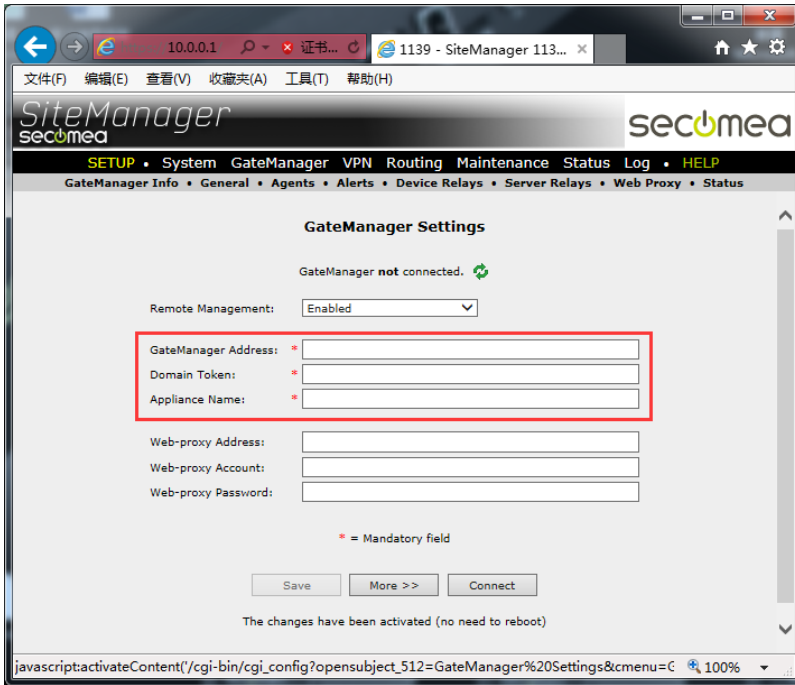 10.0.0.1 证书... 1139 - SiteManager 113...
文件(F) 编辑(E) 查看(V) 收藏夹(A) 工具(T) 帮助(H)
SiteManager
secomea
secomea
SETUP • System GateManager VPN Routing Maintenance Status Log • HELP
GateManager Info • General • Agents • Alerts • Device Relays • Server Relays • Web Proxy • Status
GateManager Settings
GateManager not connected.
Remote Management: Enabled
GateManager Address: *
Domain Token: *
Appliance Name: *
Web-proxy Address:
Web-proxy Account:
Web-proxy Password:
* = Mandatory field
Save More >> Connect
The changes have been activated (no need to reboot)
javascript:activateContent('/cgi-bin/cgi_config?opensubject_512=GateManager%20Settings&cmenu=G 100%